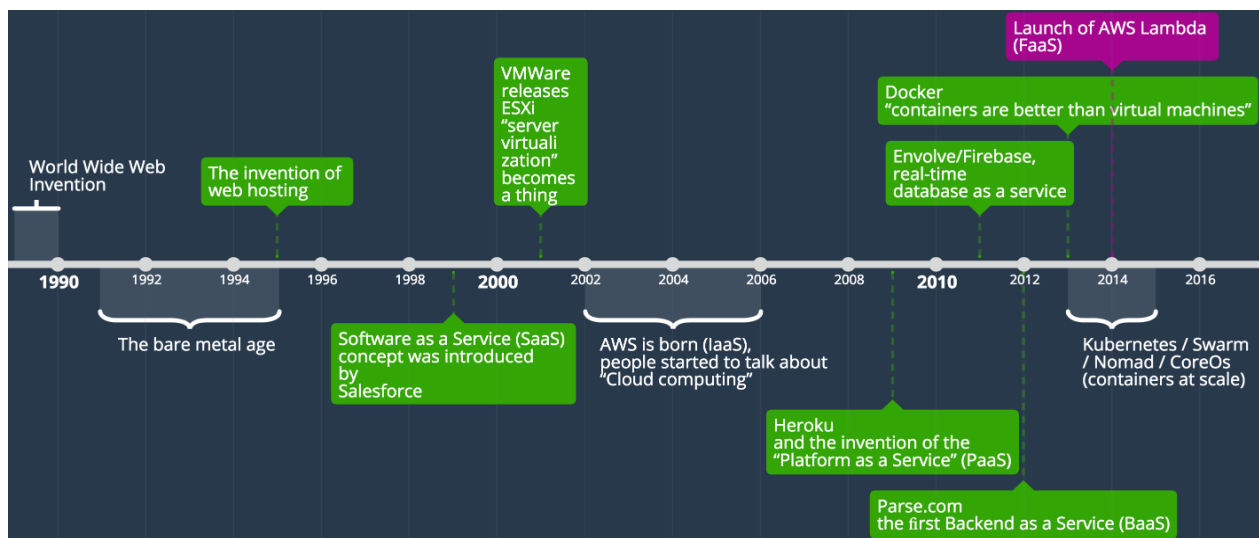 Launch of AWS Lambda
(FaaS)
VMWare
releases
ESXi
“server
virtuali
zation”
becomes
a thing
Docker
“containers are better than virtual machines”
World Wide Web
Invention
The invention of
web hosting
Envolve/Firebase,
real-time
database as a service
1990
1992
1994
1996
1998
2000
2002
2004
2006
2008
2010
2012
2014
2016
The bare metal age
Software as a Service (SaaS)
concept was introduced
by
Salesforce
AWS is born (IaaS),
people started to talk about
“Cloud computing”
Kubernetes / Swarm
/ Nomad / CoreOs
(containers at scale)
Heroku
and the invention of the
“Platform as a Service” (PaaS)
Parse.com
the first Backend as a Service (BaaS)